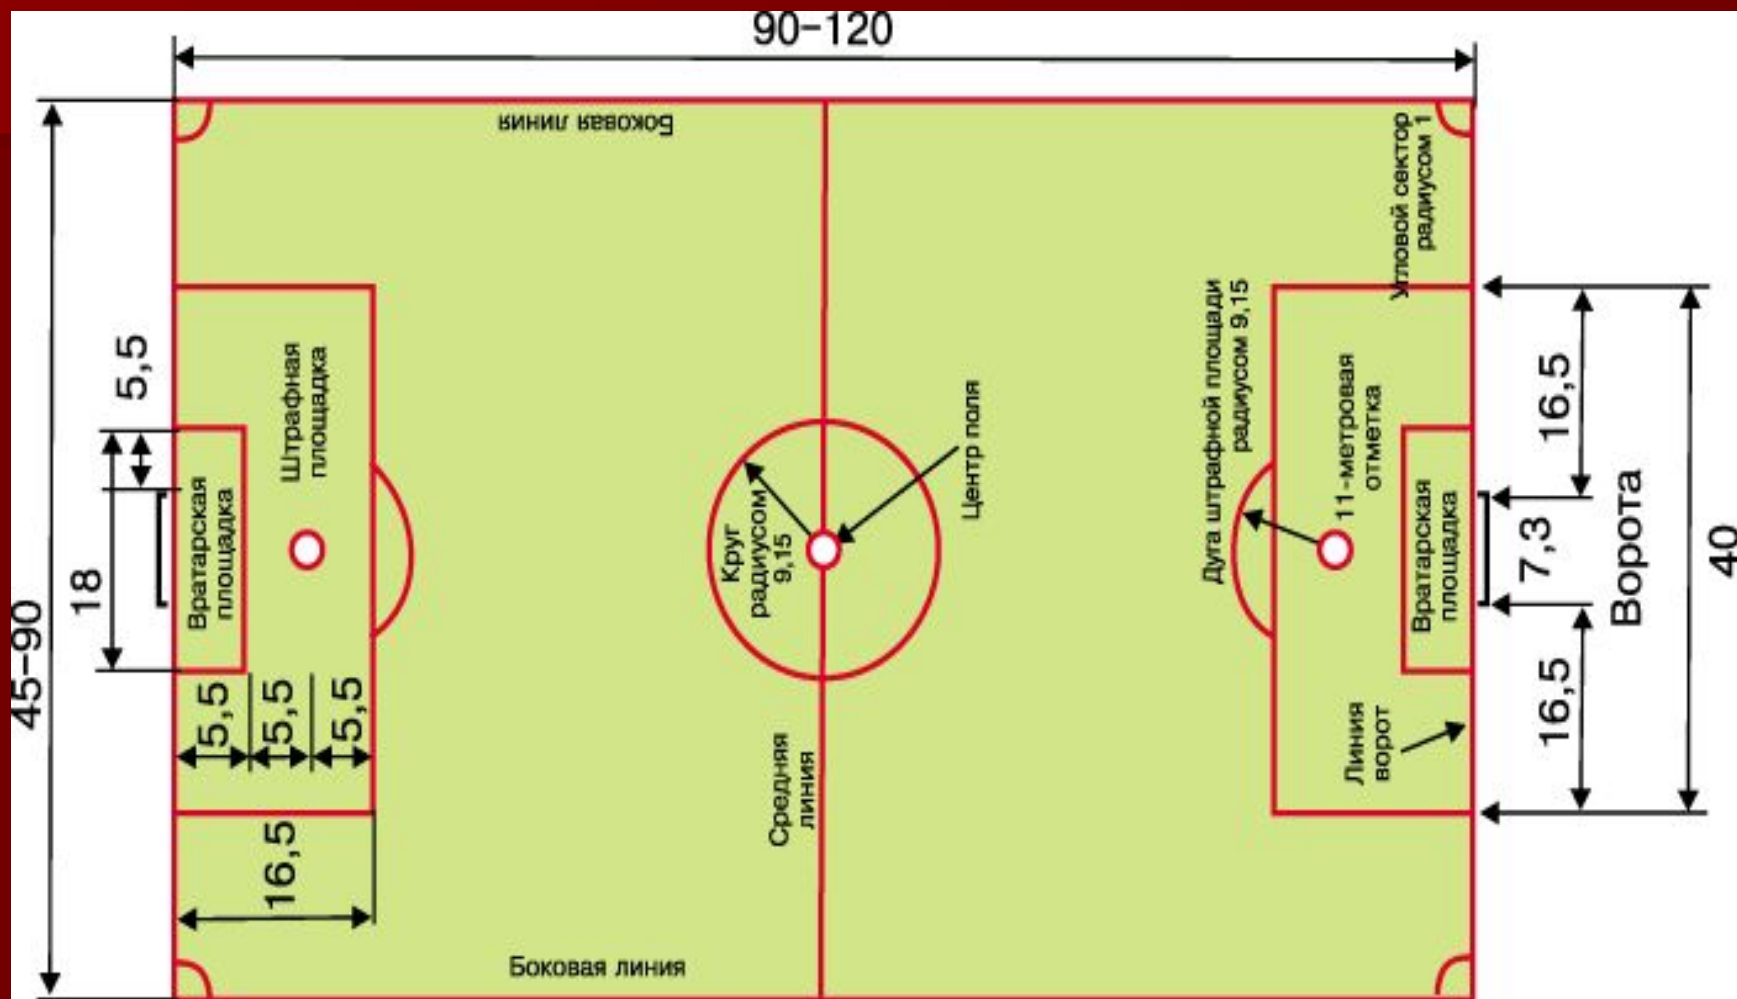 90-120
Боковая линия
Угловой сектор
радиусом 1
5,5
Штрафная
площадка
Вратарская
площадка
18
45-90
5,5
5,5
5,5
16,5
Круг
радиусом
9,15
Центр поля
Средняя
линия
Боковая линия
Дуга штрафной площади
радиусом 9,15
11-метровая
отметка
Вратарская
площадка
Линия
ворот
16,5
7,3
16,5
Ворота
40